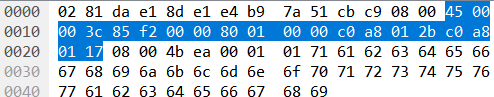 0000 02 81 da e1 8d e1 e4 b9 7a 51 cb c9 08 00 45 00
0010 00 3c 85 f2 00 00 80 01 00 00 c0 a8 01 2b c0 a8
0020 01 17 08 00 4b ea 00 01 01 71 61 62 63 64 65 66
0030 67 68 69 6a 6b 6c 6d 6e 6f 70 71 72 73 74 75 76
0040 77 61 62 63 64 65 66 67 68 69